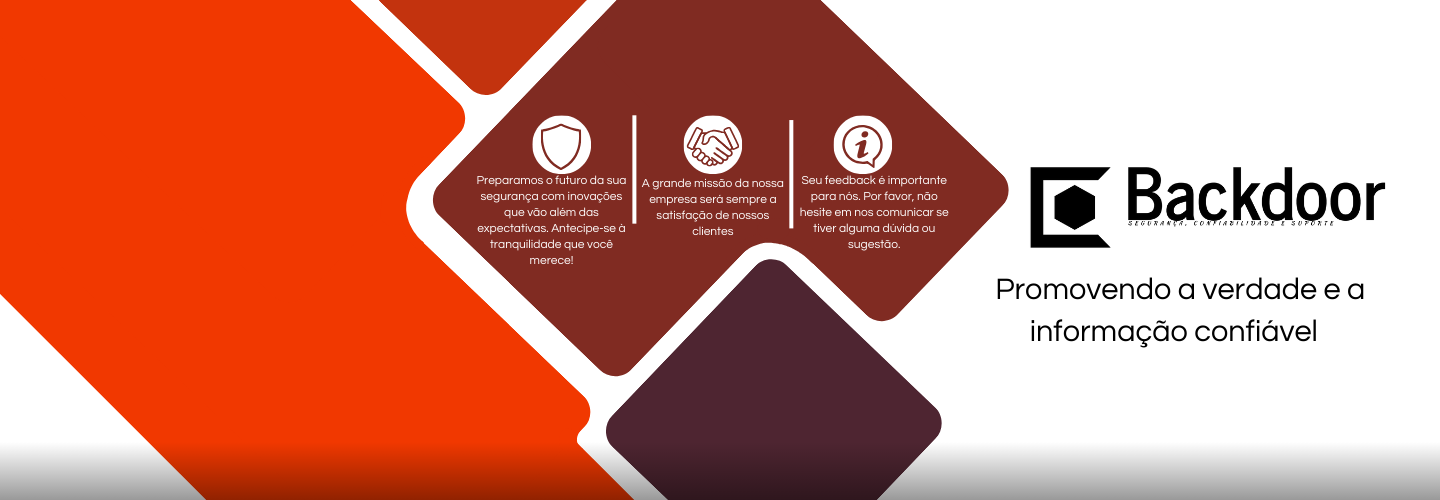 Preparamos o futuro da sua
segurança com inovações
que vão além das
expectativas. Antecipe-se à
tranquilidade que você
merece!
A grande missão da nossa
empresa será sempre a
satisfação de nossos
clientes
Seu feedback é importante
para nós. Por favor, não
hesite em nos comunicar se
tiver alguma dúvida ou
sugestão.
Backdoor
SEGURANÇA, CONFIABILIDADE E SUPORTE
Promovendo a verdade e a
informação confiável